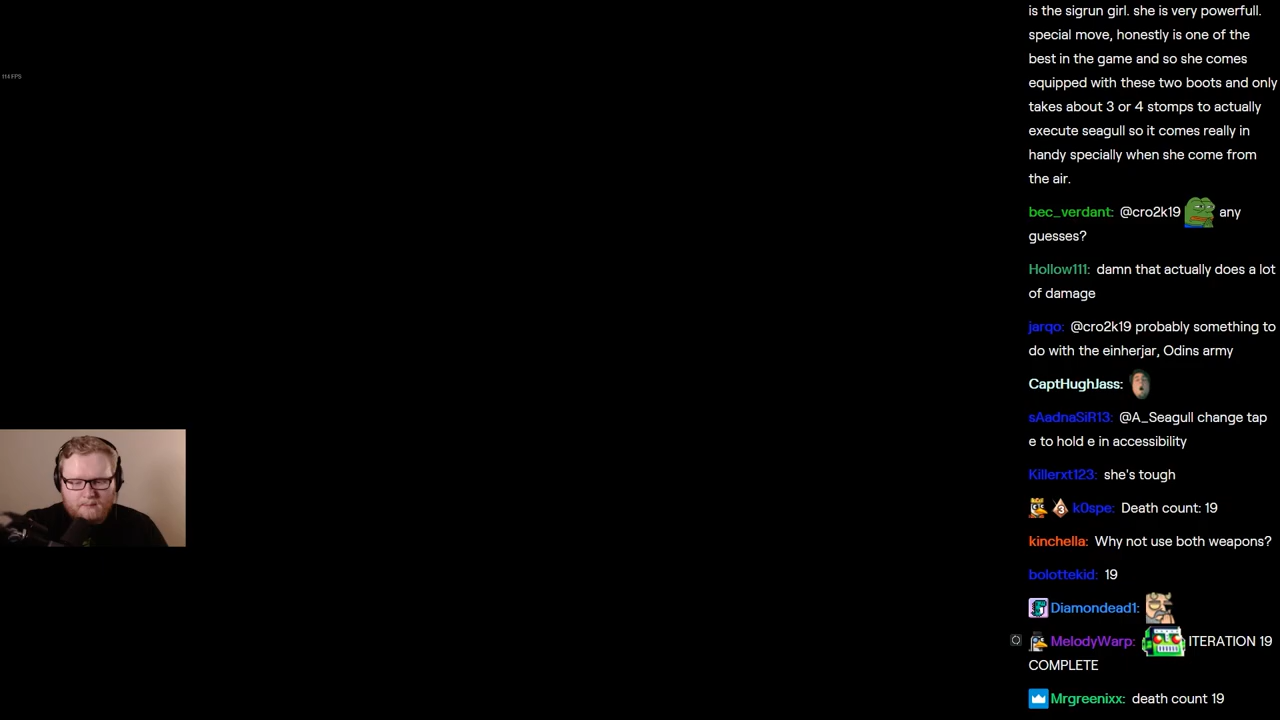 114 FPS
is the sigrun girl. she is very powerful.
special move, honestly is one of the
best in the game and so she comes
equipped with these two boots and only
takes about 3 or 4 stomps to actually
execute seagull so it comes really in
handy specially when she come from
the air.
bec_verdant: @cro2k19 any
guesses?
Hollow111: damn that actually does a lot
of damage
jarqo: @cro2k19 probably something to
do with the einherjar, Odins army
CaptHughJass:
sAadnaSiR13: @A_Seagull change tap
e to hold e in accessibility
Killerxt123: she's tough
3 k0spe: Death count: 19
kinchella: Why not use both weapons?
bolottekid: 19
Diamondead1:
MelodyWarp: ITERATION 19
COMPLETE
Mrgreenixx: death count 19